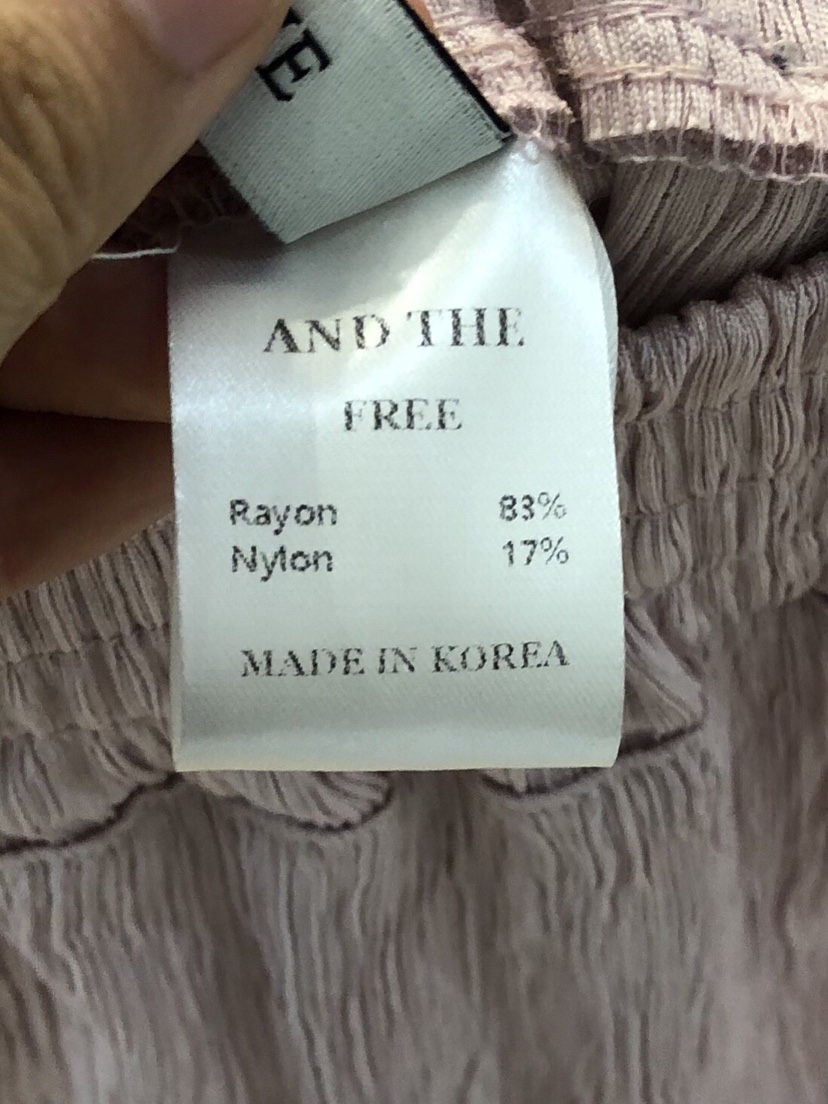 AND THE
FREE
Rayon 83%
Nylon 17%
MADE IN KOREA